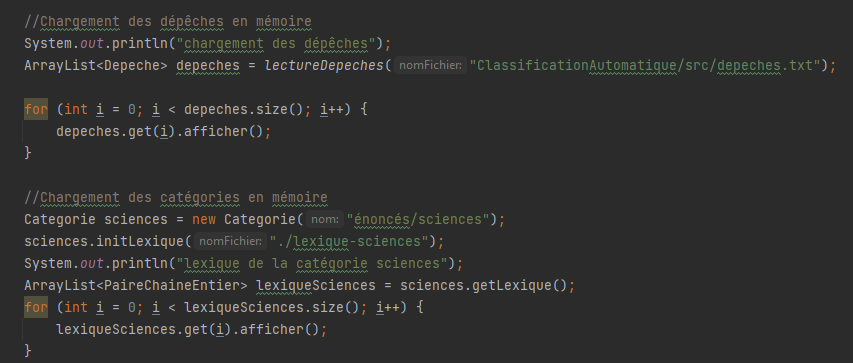 //Chargement des dépêches en mémoire
System.out.println("chargement des dépêches");
ArrayList<Depeche> depeches = lectureDepeches( nomFichier: "ClassificationAutomatique/src/depeches.txt");
for (int i = 0; i < depeches.size(); i++) {
depeches.get(i).afficher();
}
//Chargement des catégories en mémoire
Categorie sciences = new Categorie( nom: "énoncés/sciences");
sciences.initLexique( nomFichier: "./lexique-sciences");
System.out.println("lexique de la catégorie sciences");
ArrayList<PaireChaineEntier> lexiqueSciences = sciences.getLexique();
for (int i = 0; i < lexiqueSciences.size(); i++) {
lexiqueSciences.get(i).afficher();
}